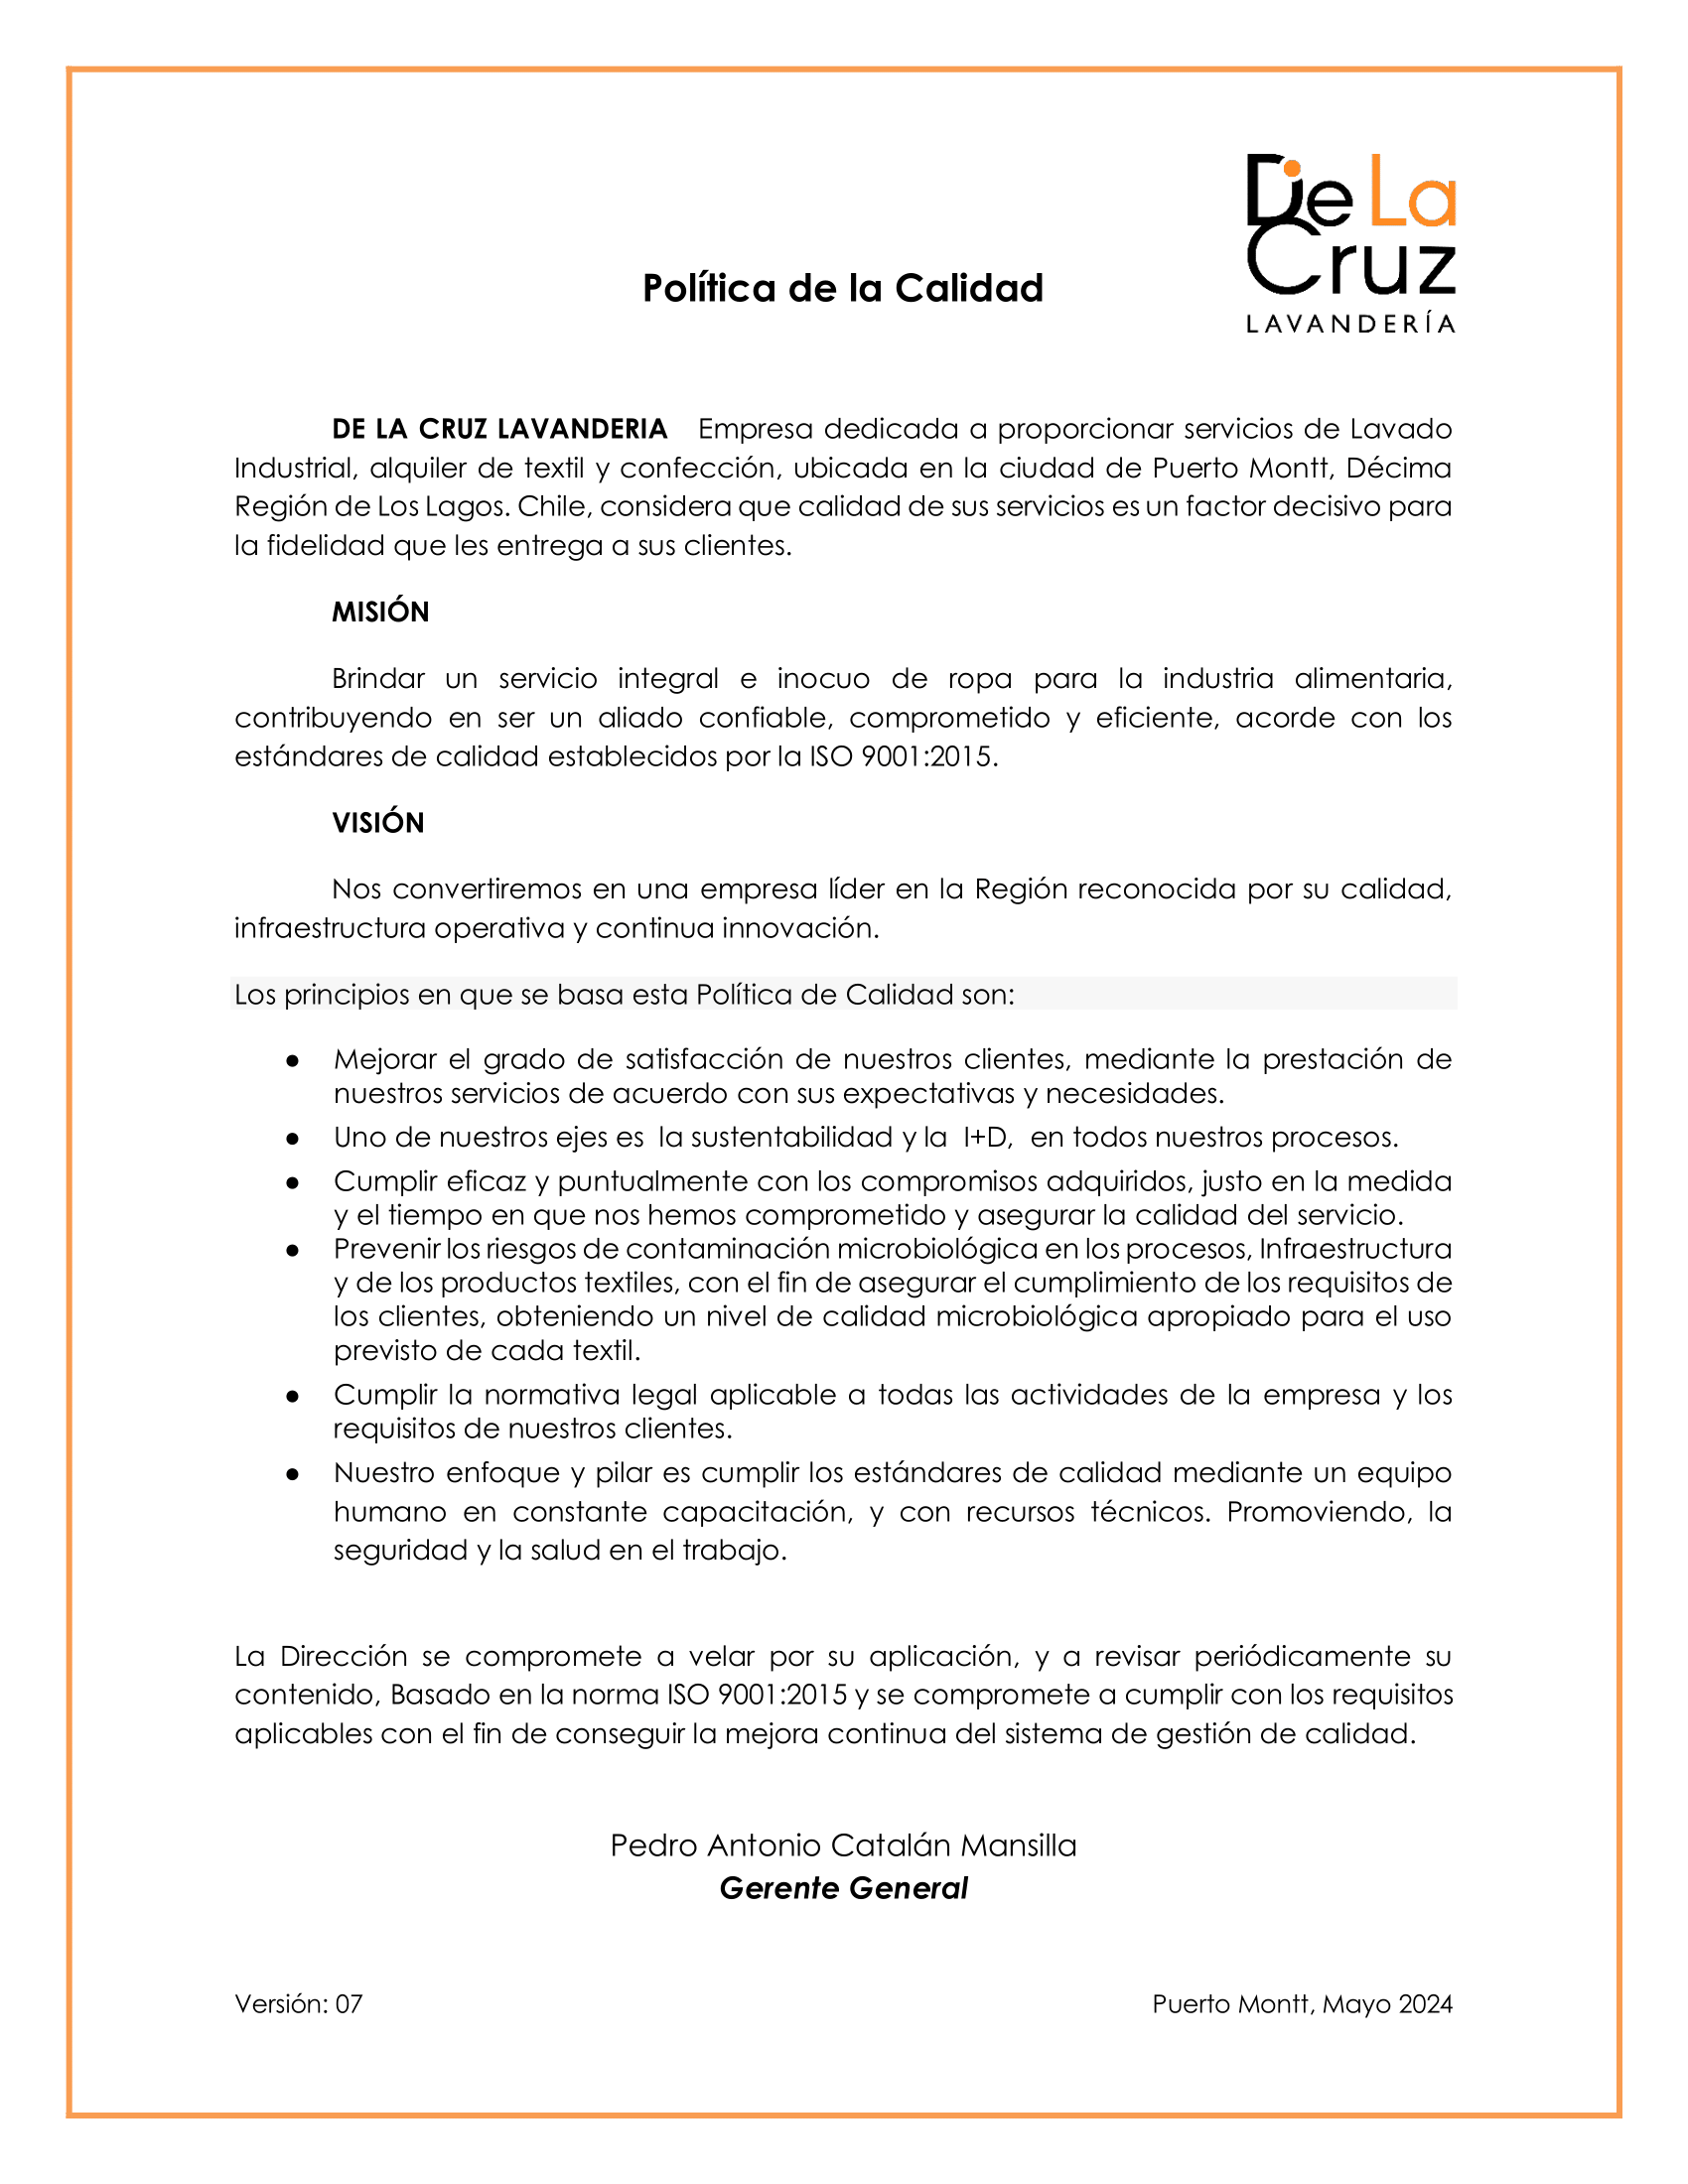 De La
Cruz
LAVANDERÍA
Política de la Calidad
DE LA CRUZ LAVANDERIA Empresa dedicada a proporcionar servicios de Lavado
Industrial, alquiler de textil y confección, ubicada en la ciudad de Puerto Montt, Décima
Región de Los Lagos. Chile, considera que calidad de sus servicios es un factor decisivo para
la fidelidad que les entrega a sus clientes.
MISIÓN
Brindar un servicio integral e inocuo de ropa para la industria alimentaria,
contribuyendo en ser un aliado confiable, comprometido y eficiente, acorde con los
estándares de calidad establecidos por la ISO 9001:2015.
VISIÓN
Nos convertiremos en una empresa líder en la Región reconocida por su calidad,
infraestructura operativa y continua innovación.
Los principios en que se basa esta Política de Calidad son:
● Mejorar el grado de satisfacción de nuestros clientes, mediante la prestación de
nuestros servicios de acuerdo con sus expectativas y necesidades.
● Uno de nuestros ejes es la sustentabilidad y la I+D, en todos nuestros procesos.
● Cumplir eficaz y puntualmente con los compromisos adquiridos, justo en la medida
y el tiempo en que nos hemos comprometido y asegurar la calidad del servicio.
● Prevenir los riesgos de contaminación microbiológica en los procesos, Infraestructura
y de los productos textiles, con el fin de asegurar el cumplimiento de los requisitos de
los clientes, obteniendo un nivel de calidad microbiológica apropiado para el uso
previsto de cada textil.
● Cumplir la normativa legal aplicable a todas las actividades de la empresa y los
requisitos de nuestros clientes.
● Nuestro enfoque y pilar es cumplir los estándares de calidad mediante un equipo
humano en constante capacitación, y con recursos técnicos. Promoviendo, la
seguridad y la salud en el trabajo.
La Dirección se compromete a velar por su aplicación, y a revisar periódicamente su
contenido, Basado en la norma ISO 9001:2015 y se compromete a cumplir con los requisitos
aplicables con el fin de conseguir la mejora continua del sistema de gestión de calidad.
Pedro Antonio Catalán Mansilla
Gerente General
Versión: 07 Puerto Montt, Mayo 2024